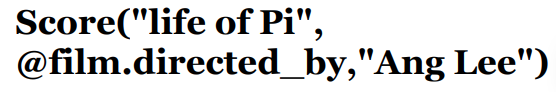 Score("life of Pi",
@film.directed_by,"Ang Lee")